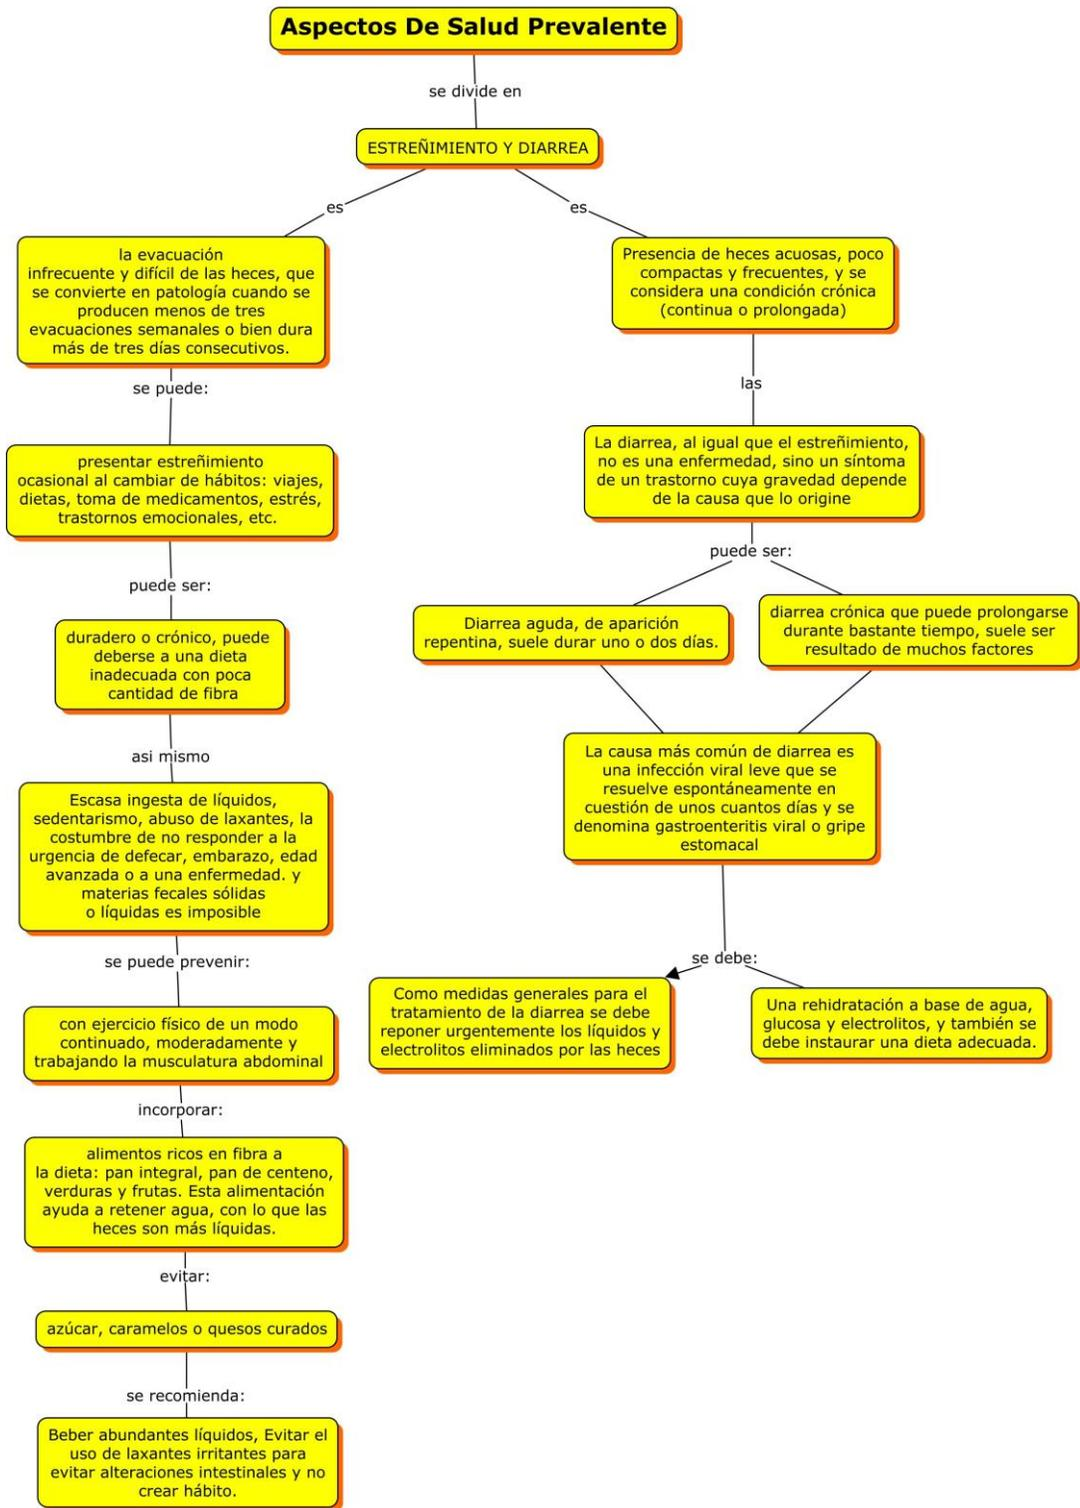 Aspectos De Salud Prevalente
se divide en
ESTREÑIMIENTO Y DIARREA
es
la evacuación
infrecuente y difícil de las heces, que
se convierte en patología cuando se
producen menos de tres
evacuaciones semanales o bien dura
más de tres días consecutivos.
se puede:
presentar estreñimiento
ocasional al cambiar de hábitos: viajes,
dietas, toma de medicamentos, estrés,
trastornos emocionales, etc.
puede ser:
duradero o crónico, puede
deberse a una dieta
inadecuada con poca
cantidad de fibra
asi mismo
Escasa ingesta de líquidos,
sedentarismo, abuso de laxantes, la
costumbre de no responder a la
urgencia de defecar, embarazo, edad
avanzada o a una enfermedad. y
materias fecales sólidas
o líquidas es imposible
se puede prevenir:
con ejercicio físico de un modo
continuado, moderadamente y
trabajando la musculatura abdominal
incorporar:
alimentos ricos en fibra a
la dieta: pan integral, pan de centeno,
verduras y frutas. Esta alimentación
ayuda a retener agua, con lo que las
heces son más líquidas.
evitar:
azúcar, caramelos o quesos curados
se recomienda:
Beber abundantes líquidos, Evitar el
uso de laxantes irritantes para
evitar alteraciones intestinales y no
crear hábito.
es
Presencia de heces acuosas, poco
compactas y frecuentes, y se
considera una condición crónica
(continua o prolongada)
las
La diarrea, al igual que el estreñimiento,
no es una enfermedad, sino un síntoma
de un trastorno cuya gravedad depende
de la causa que lo origine
puede ser:
Diarrea aguda, de aparición
repentina, suele durar uno o dos días.
diarrea crónica que puede prolongarse
durante bastante tiempo, suele ser
resultado de muchos factores
La causa más común de diarrea es
una infección viral leve que se
resuelve espontáneamente en
cuestión de unos cuantos días y se
denomina gastroenteritis viral o gripe
estomacal
se debe:
Como medidas generales para el
tratamiento de la diarrea se debe
reponer urgentemente los líquidos y
electrolitos eliminados por las heces
Una rehidratación a base de agua,
glucosa y electrolitos, y también se
debe instaurar una dieta adecuada.